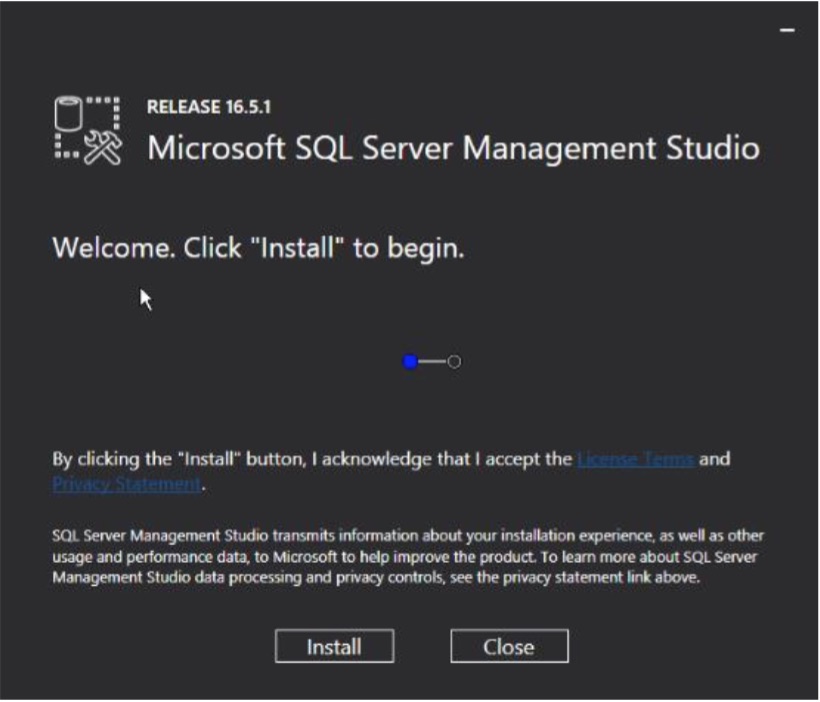 RELEASE 16.5.1
Microsoft SQL Server Management Studio
Welcome. Click "Install" to begin.
By clicking the "Install" button, I acknowledge that I accept the License Terms and
Privacy Statement.
SQL Server Management Studio transmits information about your installation experience, as well as other
usage and performance data, to Microsoft to help improve the product. To learn more about SQL Server
Management Studio data processing and privacy controls, see the privacy statement link above.
Install
Close